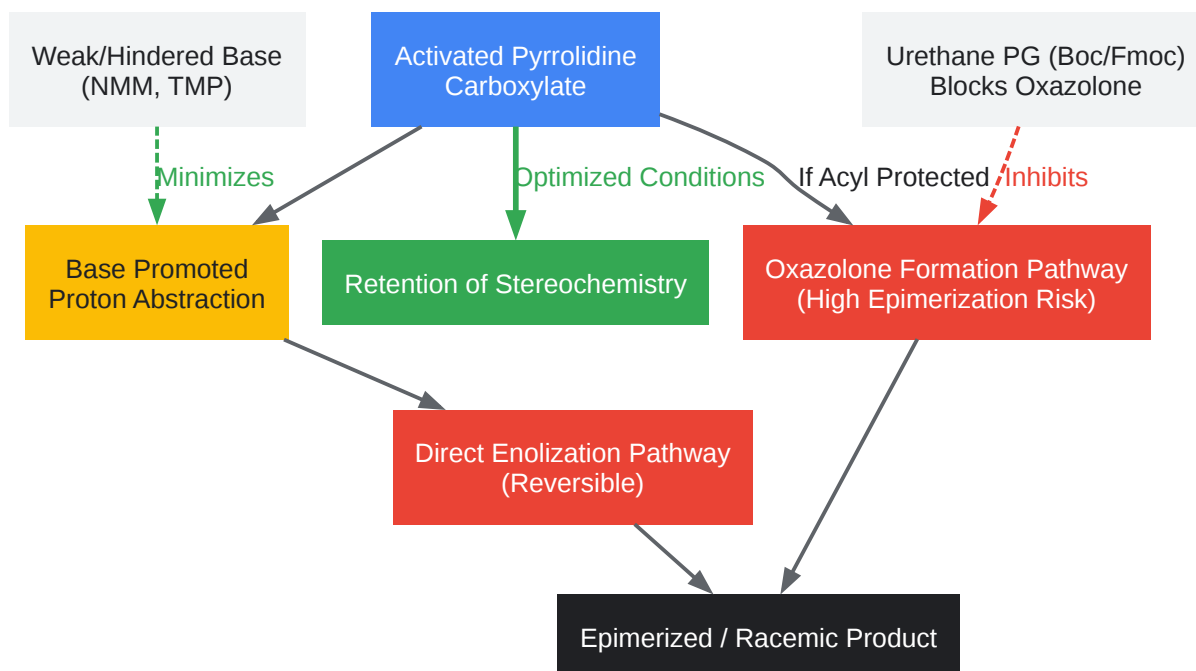 Weak/Hindered Base
(NMM, TMP)
Activated Pyrrolidine
Carboxylate
Urethane PG (Boc/Fmoc)
Blocks Oxazolone
Minimizes
Optimized Conditions
If Acyl Protected
Inhibits
Base Promoted
Proton Abstraction
Retention of Stereochemistry
Oxazolone Formation Pathway
(High Epimerization Risk)
Direct Enolization Pathway
(Reversible)
Epimerized / Racemic Product